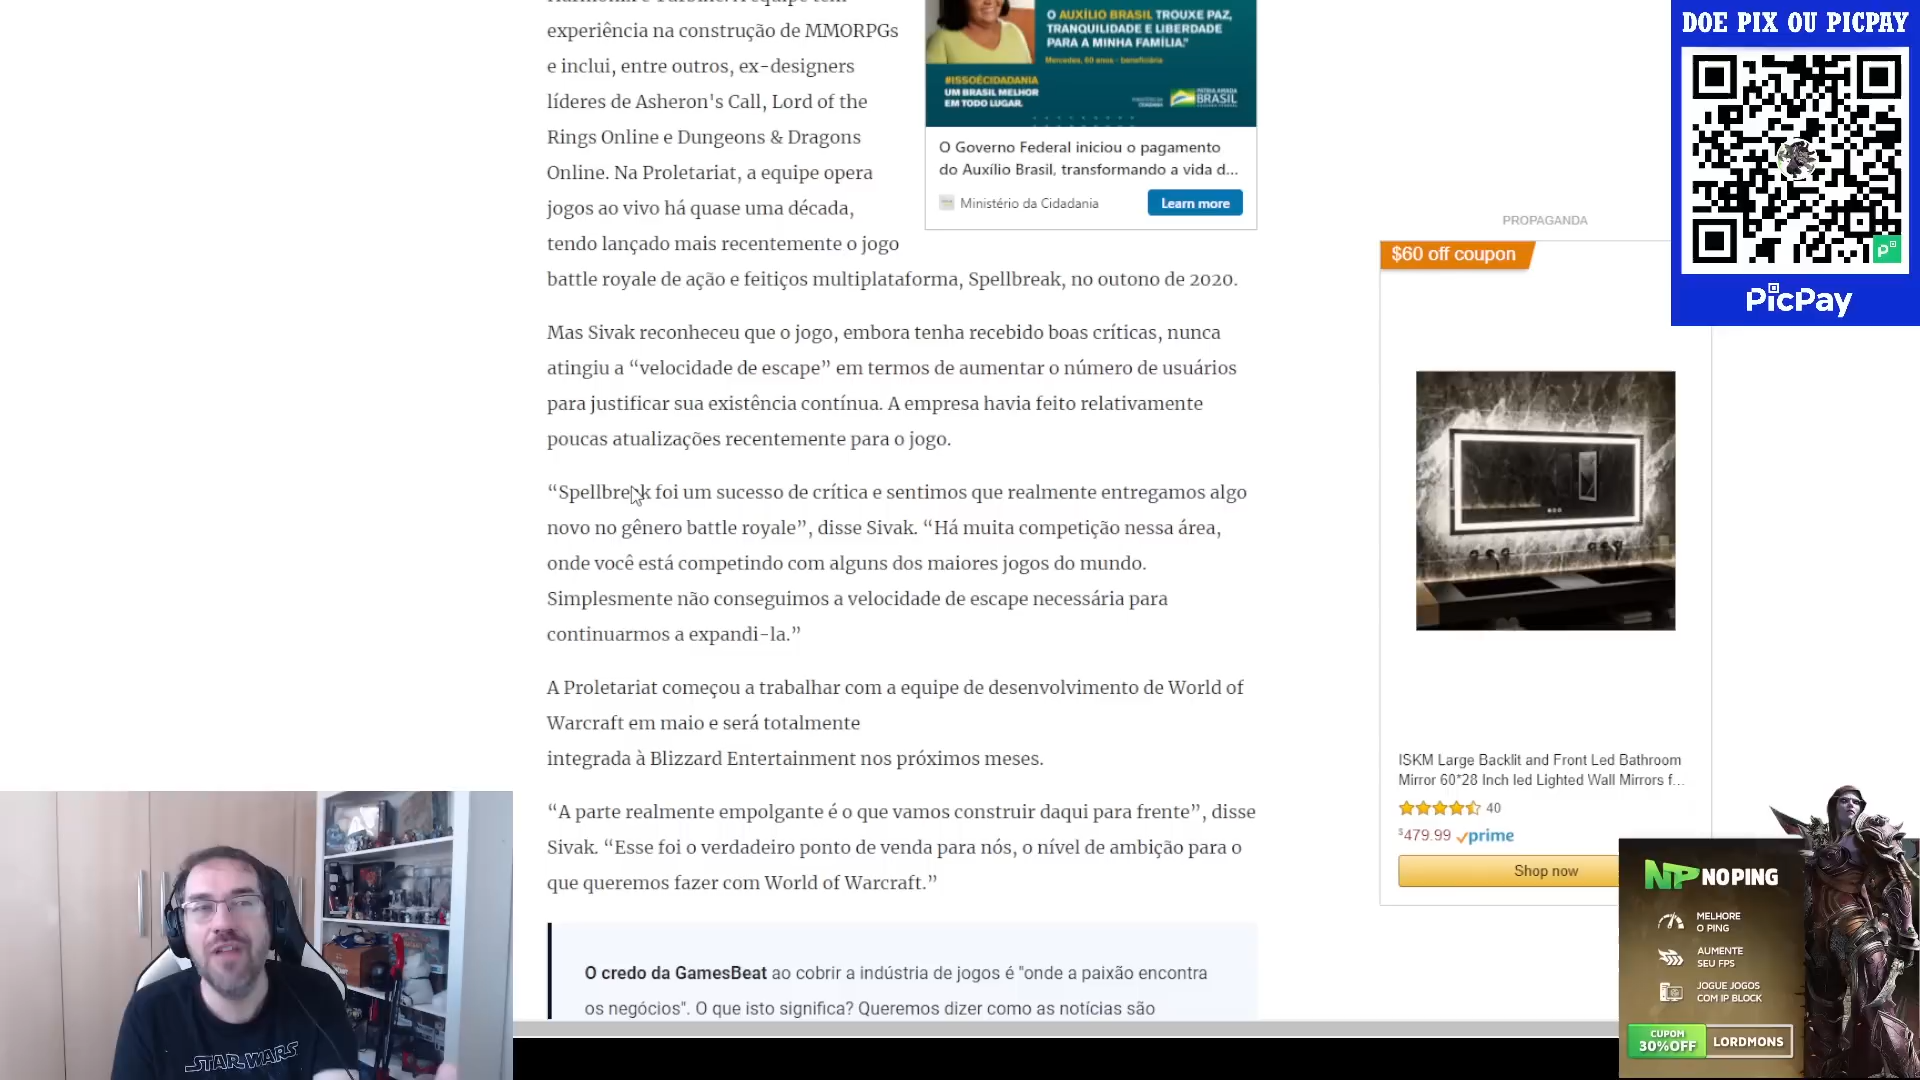 experiência na construção de MMORPGs
e inclui, entre outros, ex-designers
líderes de Asheron's Call, Lord of the
Rings Online e Dungeons & Dragons
Online. Na Proletariat, a equipe opera
jogos ao vivo há quase uma década,
tendo lançado mais recentemente o jogo
battle royale de ação e feitiços multiplataforma, Spellbreak, no outono de 2020.
Mas Sivak reconheceu que o jogo, embora tenha recebido boas críticas, nunca
atingiu a “velocidade de escape” em termos de aumentar o número de usuários
para justificar sua existência contínua. A empresa havia feito relativamente
poucas atualizações recentemente para o jogo.
“Spellbreak foi um sucesso de crítica e sentimos que realmente entregamos algo
novo no gênero battle royale”, disse Sivak. “Há muita competição nessa área,
onde você está competindo com alguns dos maiores jogos do mundo.
Simplesmente não conseguimos a velocidade de escape necessária para
continuarmos a expandi-la.”
A Proletariat começou a trabalhar com a equipe de desenvolvimento de World of
Warcraft em maio e será totalmente
integrada à Blizzard Entertainment nos próximos meses.
“A parte realmente empolgante é o que vamos construir daqui para frente”, disse
Sivak. “Esse foi o verdadeiro ponto de venda para nós, o nível de ambição para o
que queremos fazer com World of Warcraft.”
O credo da GamesBeat ao cobrir a indústria de jogos é "onde a paixão encontra
os negócios". O que isto significa? Queremos dizer como as notícias são
O AUXÍLIO BRASIL TROUXE PAZ,
TRANQUILIDADE E LIBERDADE
PARA A MINHA FAMÍLIA."
Mercedes, 60 anos - beneficiária
#ISSOÉCIDADANIA
UM BRASIL MELHOR
EM TODO LUGAR.
PÁTRIA AMADA
BRASIL
O Governo Federal iniciou o pagamento
do Auxílio Brasil, transformando a vida d...
Ministério da Cidadania
Learn more
PROPAGANDA
$60 off coupon
ISKM Large Backlit and Front Led Bathroom
Mirror 60*28 Inch led Lighted Wall Mirrors f...
40
$479.99 prime
Shop now
DOE PIX OU PICPAY
PicPay
NP NOPING
MELHORE
O PING
AUMENTE
SEU FPS
JOGUE JOGOS
COM IP BLOCK
CUPOM
30%OFF
LORDMONS
STAR WARS